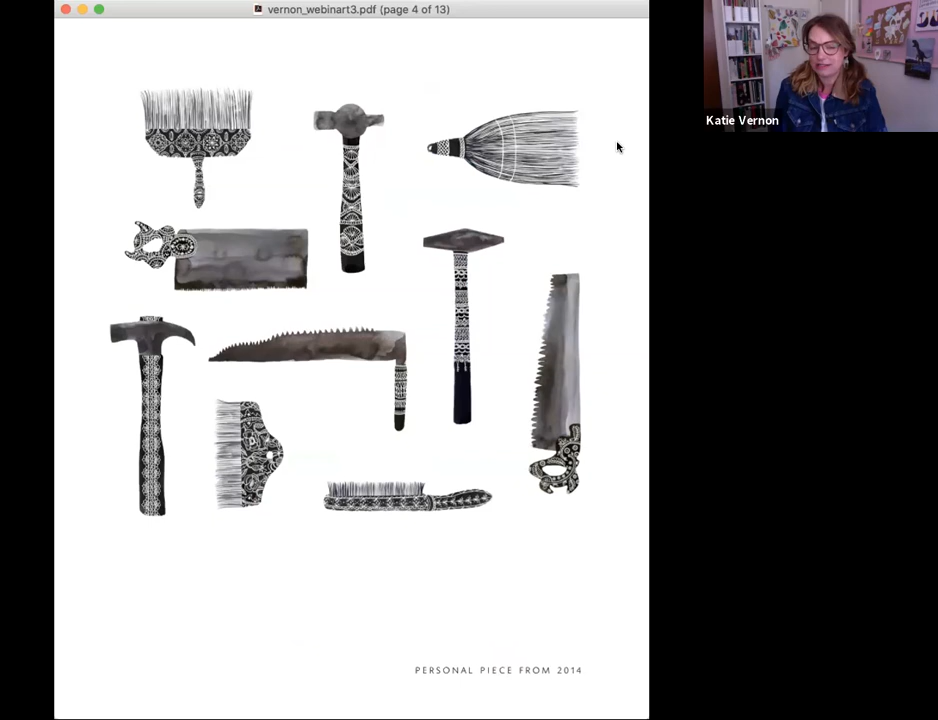 vernon_webinart3.pdf (page 4 of 13)
Katie Vernon
PERSONAL PIECE FROM 2014